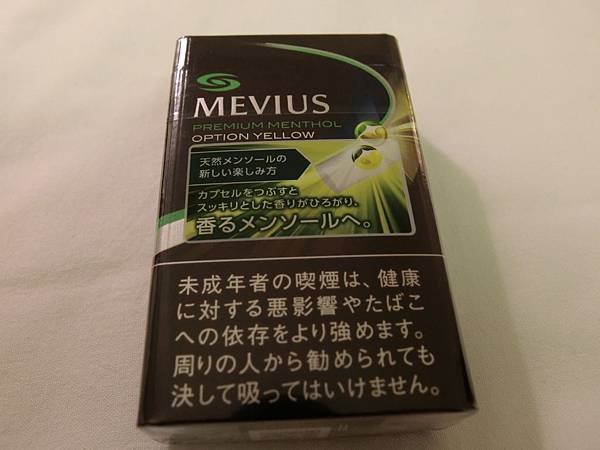 MEVIUS
PREMIUM MENTHOL
OPTION YELLOW
天然メンソールの
新しい楽しみ方
カプセルをつぶすと
スッキリとした香りがひろがり、
香るメンソールへ。
未成年者の喫煙は、健康
に対する悪影響やたばこ
への依存をより強めます。
周りの人から勧められても
決して吸ってはいけません。